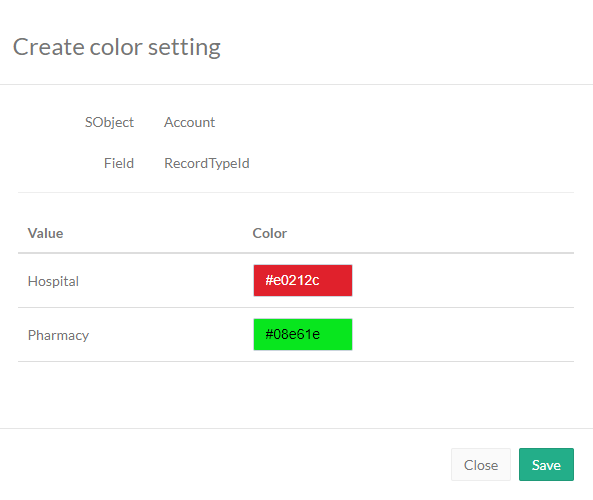 Create color setting
SObject Account
Field RecordTypeId
Value Color
Hospital #e0212c
Pharmacy #08e61e
Close Save